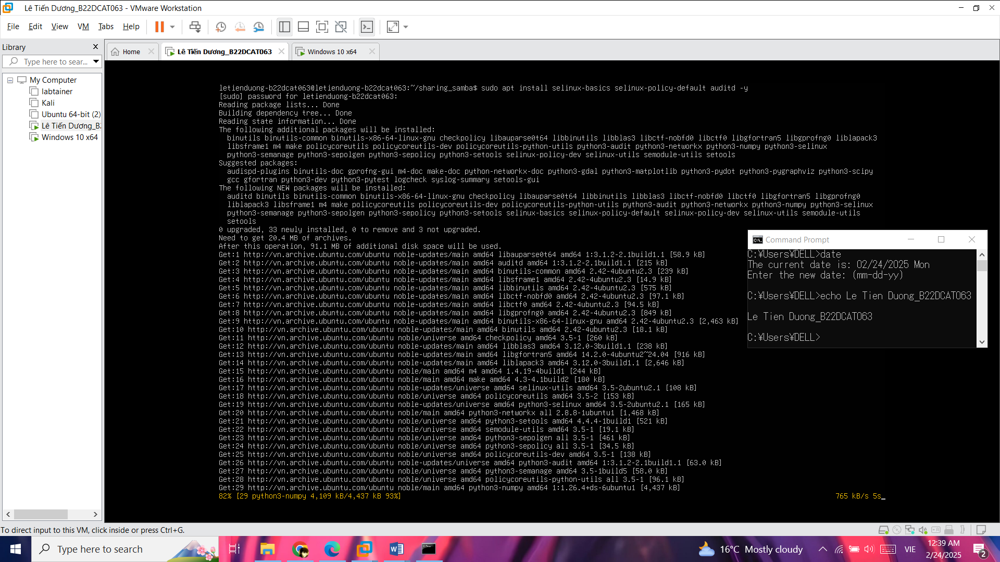 Lê Tiến Dương_B22DCAT063 - VMware Workstation
File Edit View VM Tabs Help
Library
Type here to sear...
My Computer
labtainer
Kali
Ubuntu 64-bit (2)
Lê Tiến Dương_B2
Windows 10 x64
Home
Lê Tiến Dương_B22DCAT063
Windows 10 x64
letienduong-b22dcat063@letienduong-b22dcat063:~/sharing_samba$ sudo apt install selinux-basics selinux-policy-default auditd -y
[sudo] password for letienduong-b22dcat063:
Reading package lists... Done
Building dependency tree... Done
Reading state information... Done
The following additional packages will be installed:
binutils binutils-common binutils-x86-64-linux-gnu checkpolicy libauparse0t64 libbinutils libblas3 libctf-nobfd0 libctf0 libgfortran5 libgprofng0 liblapack3
libsframe1 m4 make policycoreutils policycoreutils-dev policycoreutils-python-utils python3-audit python3-networkx python3-numpy python3-selinux
python3-semanage python3-sepolgen python3-sepolicy python3-setools selinux-policy-dev selinux-utils semodule-utils setools
Suggested packages:
audispd-plugins binutils-doc gprofng-gui m4-doc make-doc python-networkx-doc python3-gdal python3-matplotlib python3-pydot python3-pygraphviz python3-scipy
gcc gfortran python3-dev python3-pytest logcheck syslog-summary setools-gui
The following NEW packages will be installed:
auditd binutils binutils-common binutils-x86-64-linux-gnu checkpolicy libauparse0t64 libbinutils libblas3 libctf-nobfd0 libctf0 libgfortran5 libgprofng0
liblapack3 libsframe1 m4 make policycoreutils policycoreutils-dev policycoreutils-python-utils python3-audit python3-networkx python3-numpy python3-selinux
python3-semanage python3-sepolgen python3-sepolicy python3-setools selinux-basics selinux-policy-default selinux-policy-dev selinux-utils semodule-utils
setools
0 upgraded, 33 newly installed, 0 to remove and 3 not upgraded.
Need to get 20.4 MB of archives.
After this operation, 91.1 MB of additional disk space will be used.
Get:1 http://vn.archive.ubuntu.com/ubuntu noble-updates/main amd64 libauparse0t64 amd64 1:3.1.2-2.1build1.1 [58.9 kB]
Get:2 http://vn.archive.ubuntu.com/ubuntu noble-updates/main amd64 auditd amd64 1:3.1.2-2.1build1.1 [215 kB]
Get:3 http://vn.archive.ubuntu.com/ubuntu noble-updates/main amd64 binutils-common amd64 2.42-4ubuntu2.3 [239 kB]
Get:4 http://vn.archive.ubuntu.com/ubuntu noble-updates/main amd64 libsframe1 amd64 2.42-4ubuntu2.3 [14.9 kB]
Get:5 http://vn.archive.ubuntu.com/ubuntu noble-updates/main amd64 libbinutils amd64 2.42-4ubuntu2.3 [575 kB]
Get:6 http://vn.archive.ubuntu.com/ubuntu noble-updates/main amd64 libctf-nobfd0 amd64 2.42-4ubuntu2.3 [97.1 kB]
Get:7 http://vn.archive.ubuntu.com/ubuntu noble-updates/main amd64 libctf0 amd64 2.42-4ubuntu2.3 [94.5 kB]
Get:8 http://vn.archive.ubuntu.com/ubuntu noble-updates/main amd64 libgprofng0 amd64 2.42-4ubuntu2.3 [849 kB]
Get:9 http://vn.archive.ubuntu.com/ubuntu noble-updates/main amd64 binutils-x86-64-linux-gnu amd64 2.42-4ubuntu2.3 [2,463 kB]
Get:10 http://vn.archive.ubuntu.com/ubuntu noble-updates/main amd64 binutils amd64 2.42-4ubuntu2.3 [18.1 kB]
Get:11 http://vn.archive.ubuntu.com/ubuntu noble/universe amd64 checkpolicy amd64 3.5-1 [260 kB]
Get:12 http://vn.archive.ubuntu.com/ubuntu noble-updates/main amd64 libblas3 amd64 3.12.0-3build1.1 [238 kB]
Get:13 http://vn.archive.ubuntu.com/ubuntu noble-updates/main amd64 libgfortran5 amd64 14.2.0-4ubuntu2~24.04 [916 kB]
Get:14 http://vn.archive.ubuntu.com/ubuntu noble-updates/main amd64 liblapack3 amd64 3.12.0-3build1.1 [2,646 kB]
Get:15 http://vn.archive.ubuntu.com/ubuntu noble/main amd64 m4 amd64 1.4.19-4build1 [244 kB]
Get:16 http://vn.archive.ubuntu.com/ubuntu noble/main amd64 make amd64 4.3-4.1build2 [180 kB]
Get:17 http://vn.archive.ubuntu.com/ubuntu noble-updates/universe amd64 selinux-utils amd64 3.5-2ubuntu2.1 [108 kB]
Get:18 http://vn.archive.ubuntu.com/ubuntu noble/universe amd64 policycoreutils amd64 3.5-2 [153 kB]
Get:19 http://vn.archive.ubuntu.com/ubuntu noble-updates/universe amd64 python3-selinux amd64 3.5-2ubuntu2.1 [165 kB]
Get:20 http://vn.archive.ubuntu.com/ubuntu noble/main amd64 python3-networkx all 2.8.8-1ubuntu1 [1,468 kB]
Get:21 http://vn.archive.ubuntu.com/ubuntu noble/universe amd64 python3-setools amd64 4.4.4-1build1 [521 kB]
Get:22 http://vn.archive.ubuntu.com/ubuntu noble/universe amd64 semodule-utils amd64 3.5-1 [19.1 kB]
Get:23 http://vn.archive.ubuntu.com/ubuntu noble/universe amd64 python3-sepolgen all 3.5-1 [461 kB]
Get:24 http://vn.archive.ubuntu.com/ubuntu noble/universe amd64 python3-sepolicy all 3.5-1 [34.5 kB]
Get:25 http://vn.archive.ubuntu.com/ubuntu noble/universe amd64 policycoreutils-dev amd64 3.5-1 [138 kB]
Get:26 http://vn.archive.ubuntu.com/ubuntu noble-updates/universe amd64 python3-audit amd64 1:3.1.2-2.1build1.1 [63.0 kB]
Get:27 http://vn.archive.ubuntu.com/ubuntu noble/universe amd64 python3-semanage amd64 3.5-1build5 [58.0 kB]
Get:28 http://vn.archive.ubuntu.com/ubuntu noble/universe amd64 policycoreutils-python-utils all 3.5-1 [96.1 kB]
Get:29 http://vn.archive.ubuntu.com/ubuntu noble/main amd64 python3-numpy amd64 1:1.26.4+ds-6ubuntu1 [4,437 kB]
82% [29 python3-numpy 4,109 kB/4,437 kB 93%] 765 kB/s 5s_
Command Prompt
C:¥Users¥DELL>date
The current date is: 02/24/2025 Mon
Enter the new date: (mm-dd-yy)
C:¥Users¥DELL>echo Le Tien Duong_B22DCAT063
Le Tien Duong_B22DCAT063
C:¥Users¥DELL>
To direct input to this VM, click inside or press Ctrl+G.
Type here to search
16°C Mostly cloudy
VIE
12:39 AM
2/24/2025
2